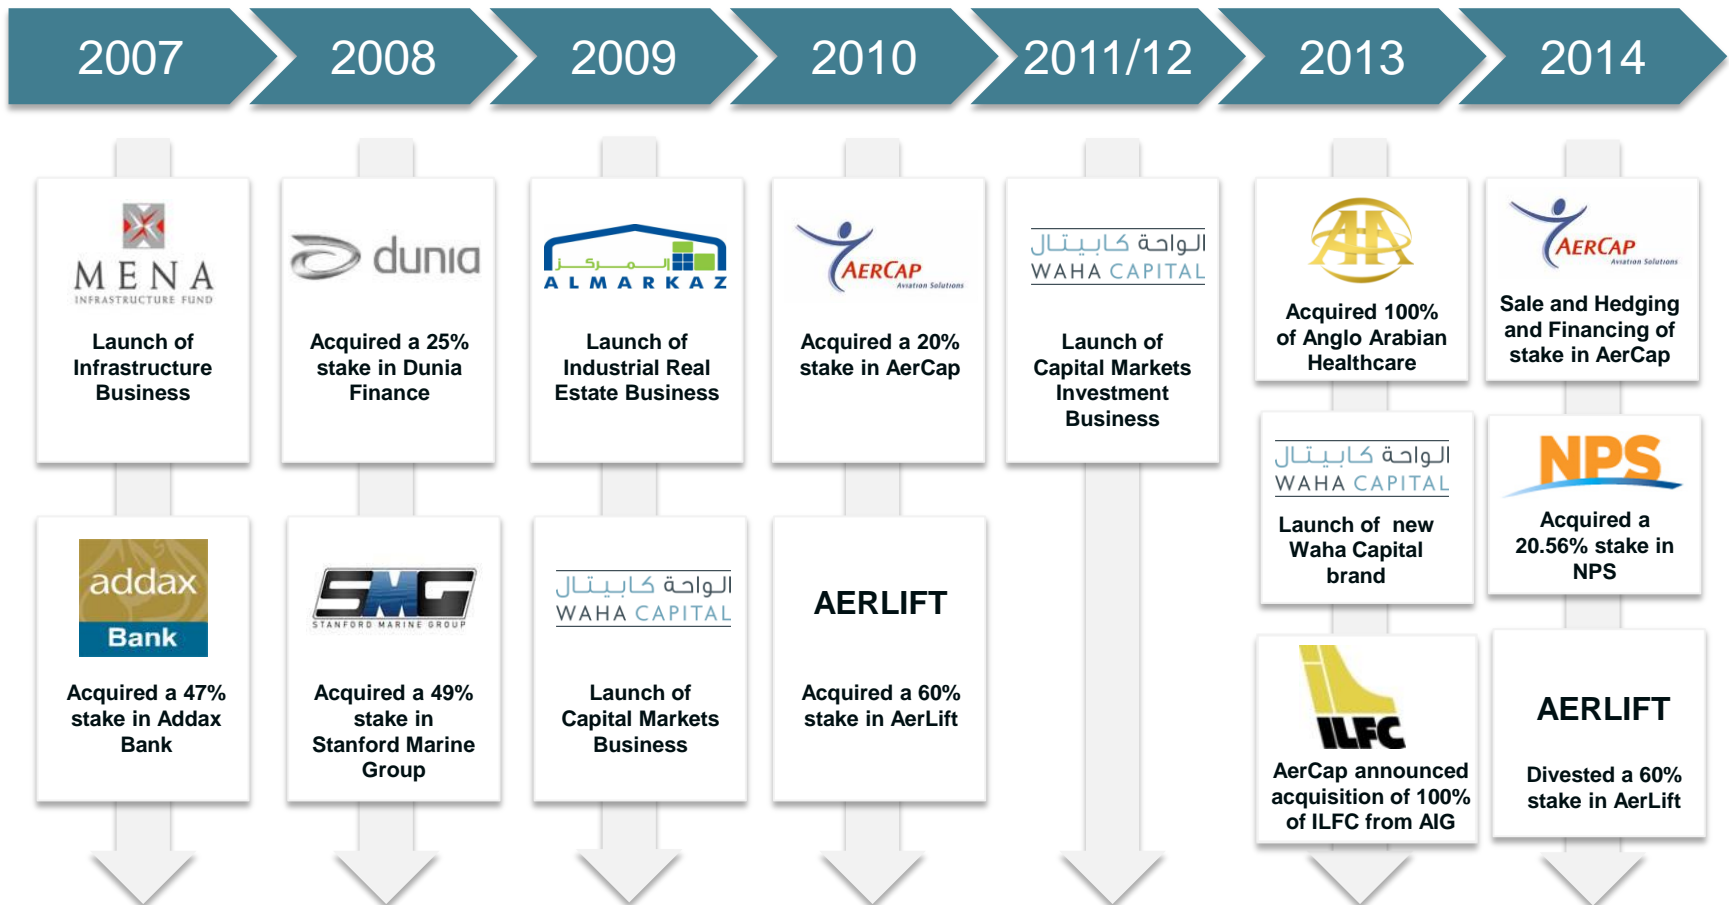 2007
2008
2009
2010
2011/12
2013
2014
MENA
INFRASTRUCTURE FUND
Launch of
Infrastructure
Business
addax
Bank
Acquired a 47%
stake in Addax
Bank
dunia
Acquired a 25%
stake in Dunia
Finance
SMG
STANFORD MARINE GROUP
Acquired a 49%
stake in
Stanford Marine
Group
المركز
ALMARKAZ
Launch of
Industrial Real
Estate Business
الواحة كابيتال
WAHA CAPITAL
Launch of
Capital Markets
Business
AERCAP
Aviation Solutions
Acquired a 20%
stake in AerCap
AERLIFT
Acquired a 60%
stake in AerLift
الواحة كابيتال
WAHA CAPITAL
Launch of
Capital Markets
Investment
Business
AHA
Acquired 100%
of Anglo Arabian
Healthcare
الواحة كابيتال
WAHA CAPITAL
Launch of new
Waha Capital
brand
ILFC
AerCap announced
acquisition of 100%
of ILFC from AIG
AERCAP
Aviation Solutions
Sale and Hedging
and Financing of
stake in AerCap
NPS
Acquired a
20.56% stake in
NPS
AERLIFT
Divested a 60%
stake in AerLift